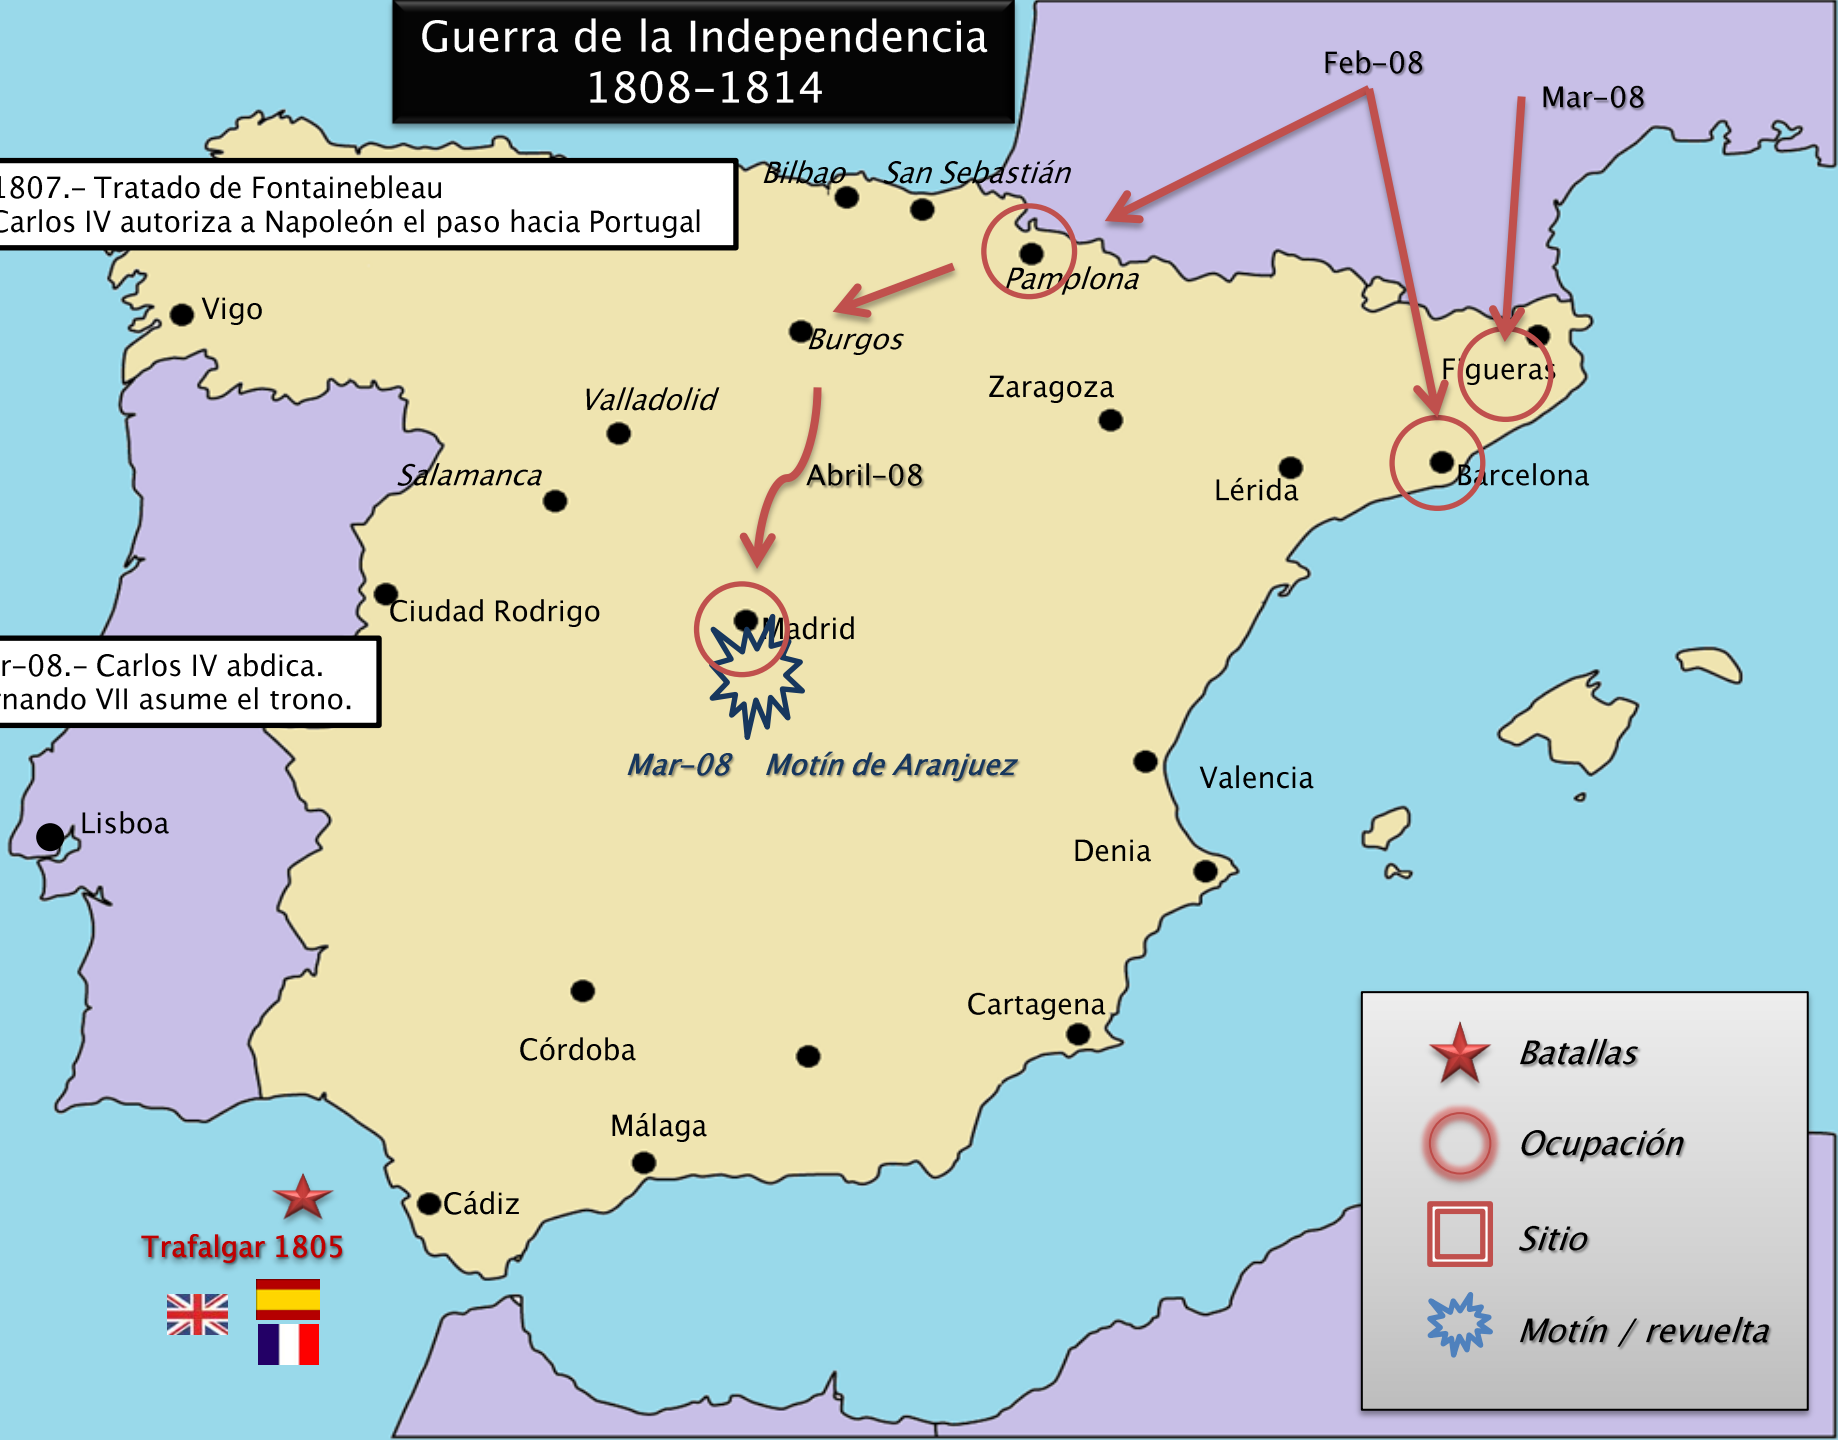 Guerra de la Independencia
1808-1814
Feb-08
Mar-08
1807.- Tratado de Fontainebleau
Carlos IV autoriza a Napoleón el paso hacia Portugal
Bilbao
San Sebastián
Pamplona
Vigo
Burgos
Figueras
Zaragoza
Valladolid
Salamanca
Abril-08
Lérida
Barcelona
Ciudad Rodrigo
Madrid
r-08.- Carlos IV abdica.
nando VII asume el trono.
Mar-08 Motín de Aranjuez
Valencia
Lisboa
Denia
Cartagena
Córdoba
Málaga
Cádiz
Trafalgar 1805
Batallas
Ocupación
Sitio
Motín / revuelta